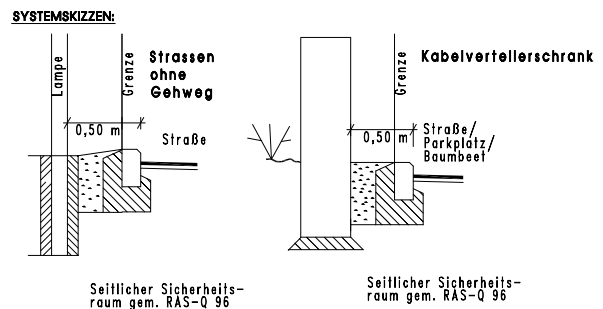 SYSTEMSKIZZEN:
Lampe
Grenze
Strassen
ohne
Gehweg
0,50 m
Straße
Seitlicher Sicherheits-
raum gem. RAS-Q 96
Grenze
Kabelverteilerschrank
0,50 m
Straße/
Parkplatz/
Baumbeet
Seitlicher Sicherheits-
raum gem. RAS-Q 96